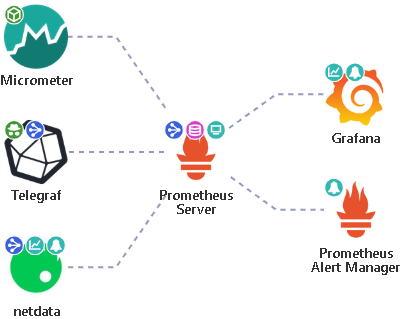 Micrometer
Grafana
Telegraf
Prometheus
Server
Prometheus
Alert Manager
netdata